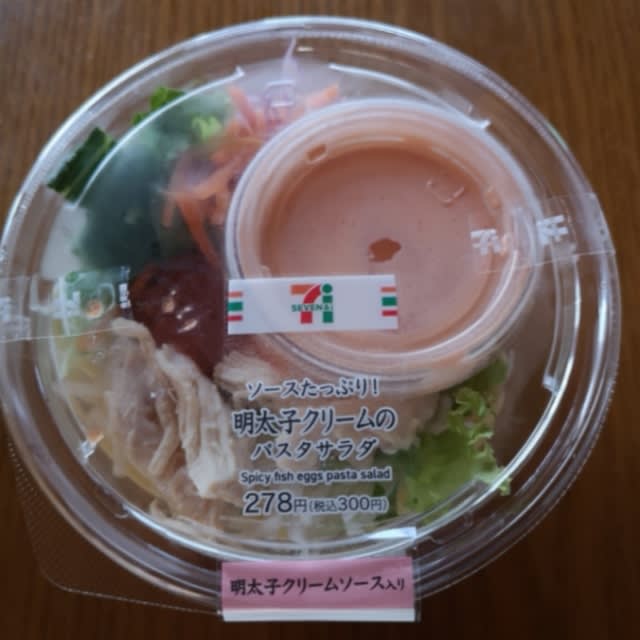 SEVEN&i
ソースたっぷり!
明太子クリームの
パスタサラダ
Spicy fish eggs pasta salad
278円(税込300円)
明太子クリームソース入り